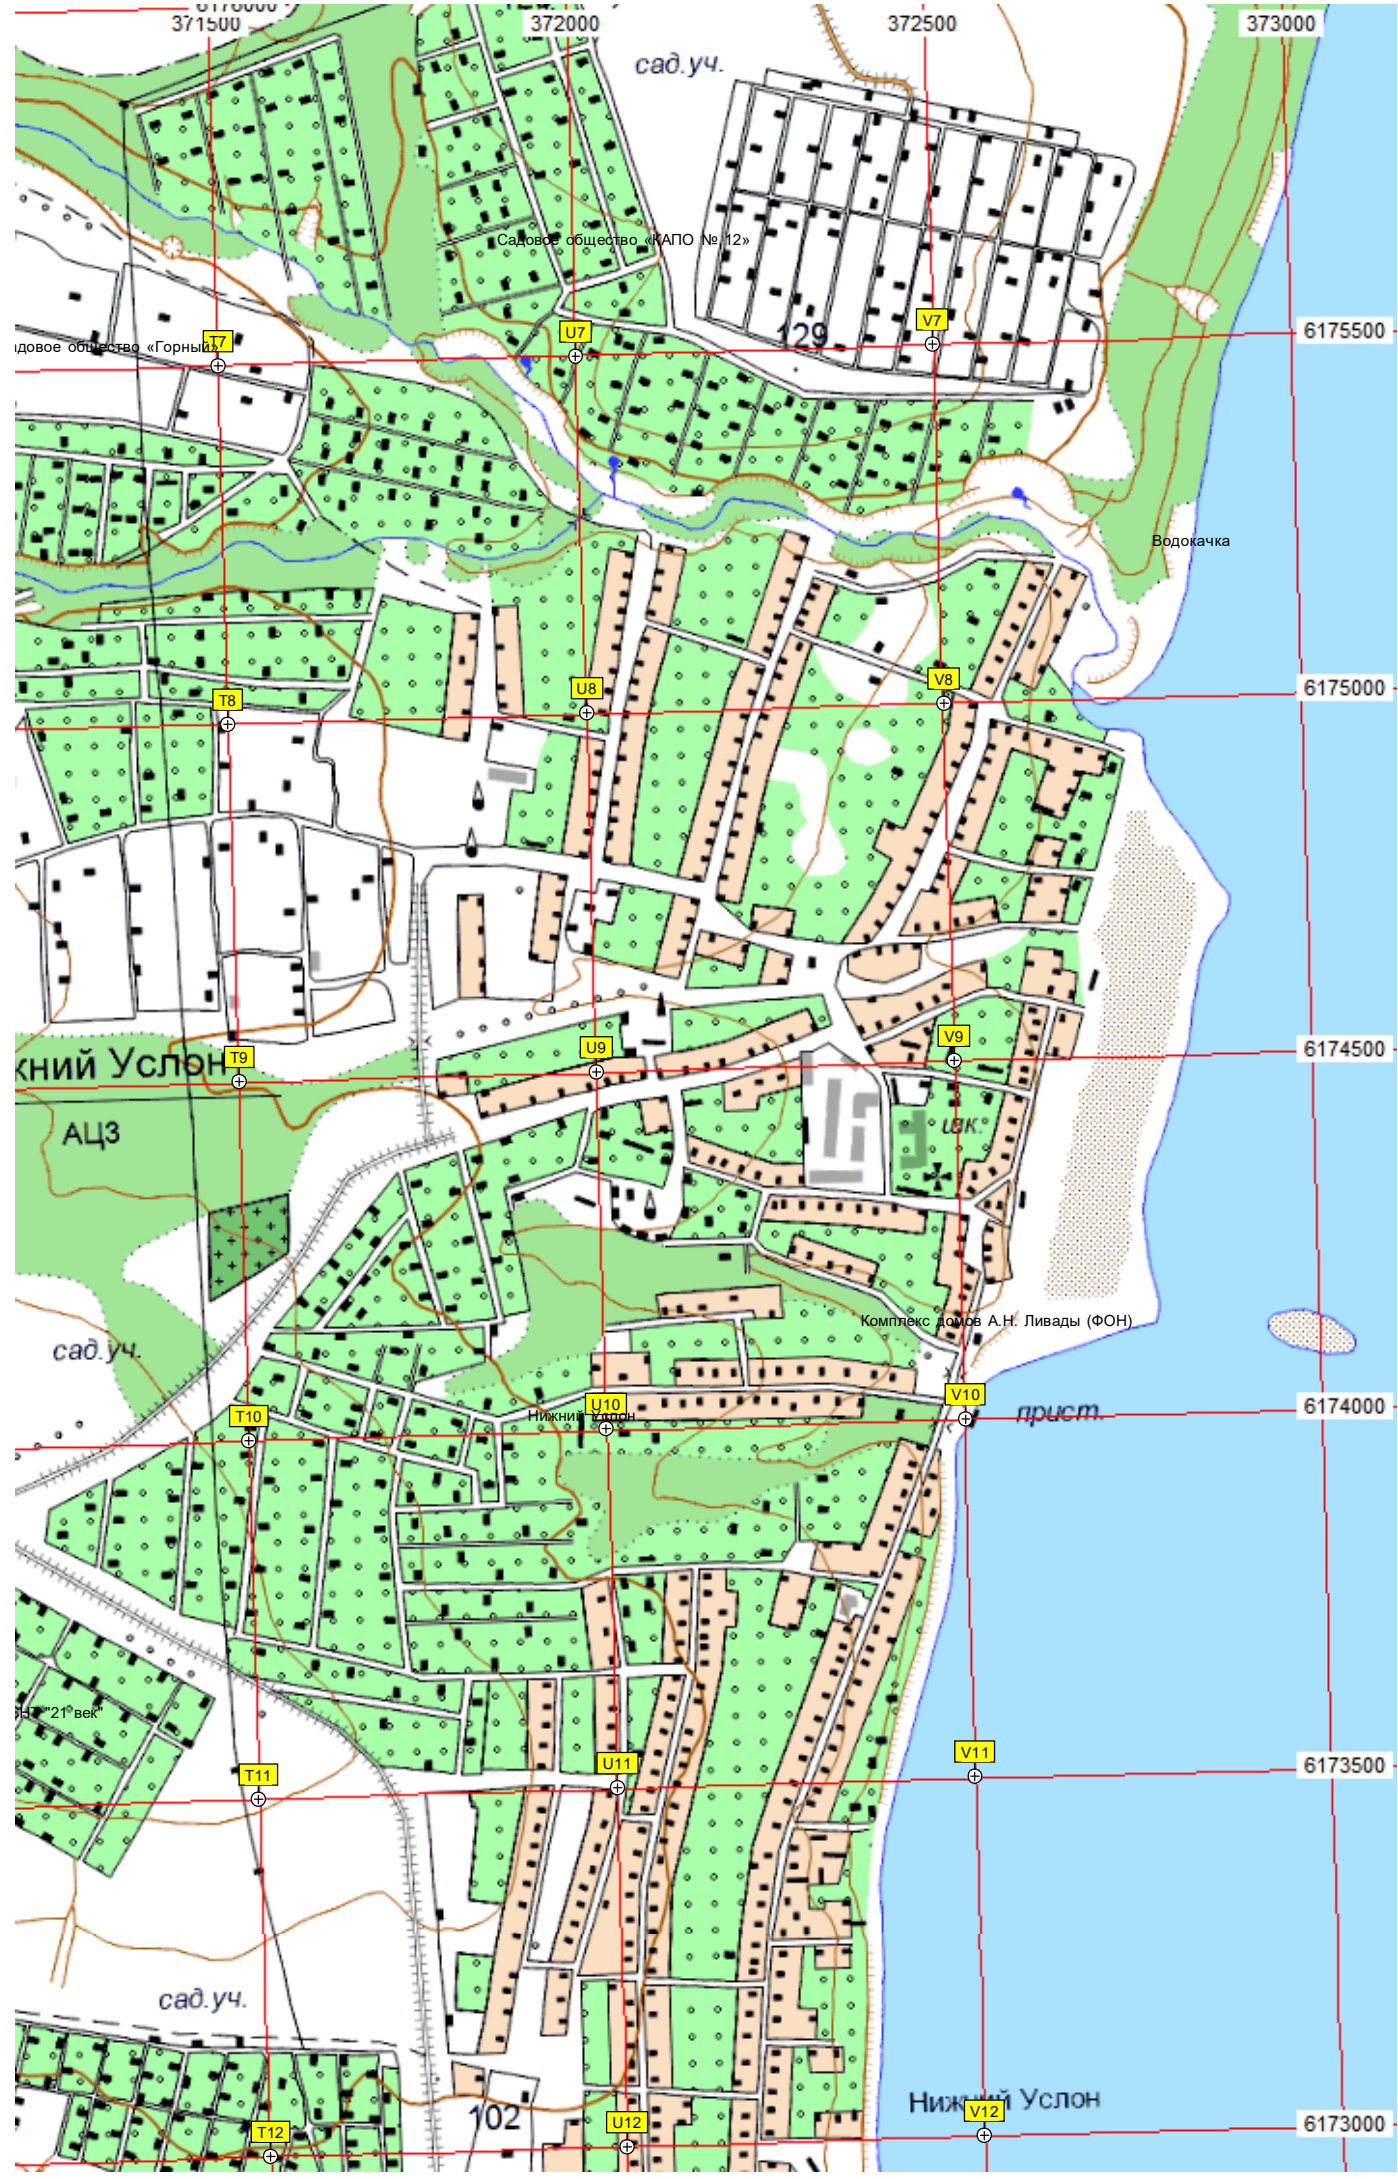 6176000
371500 372000 372500 373000
сад.уч.
Садовое общество «КАПО № 12»
129
V7
U7
T7
6175500
адовое общество «Горный»
Водокачка
V8
U8
T8
6175000
V9
U9
T9
6174500
жний Услон
АЦЗ
шк.
Комплекс домов А.Н. Ливады (ФОН)
сад.уч.
V10
U10
T10
6174000
Нижний Услон
прист.
"21 век"
V11
U11
T11
6173500
сад.уч.
Нижний Услон
102
V12
U12
T12
6173000